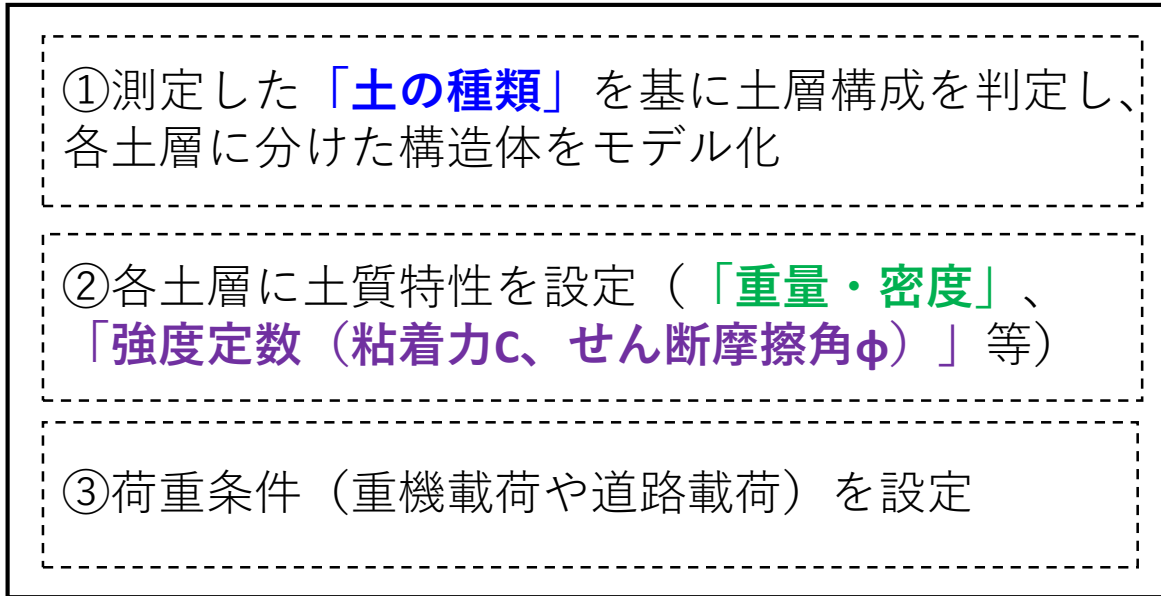 ①測定した「土の種類」を基に土層構成を判定し、
各土層に分けた構造体をモデル化
②各土層に土質特性を設定（「重量・密度」、
「強度定数（粘着力C、せん断摩擦角φ）」等）
③荷重条件（重機載荷や道路載荷）を設定